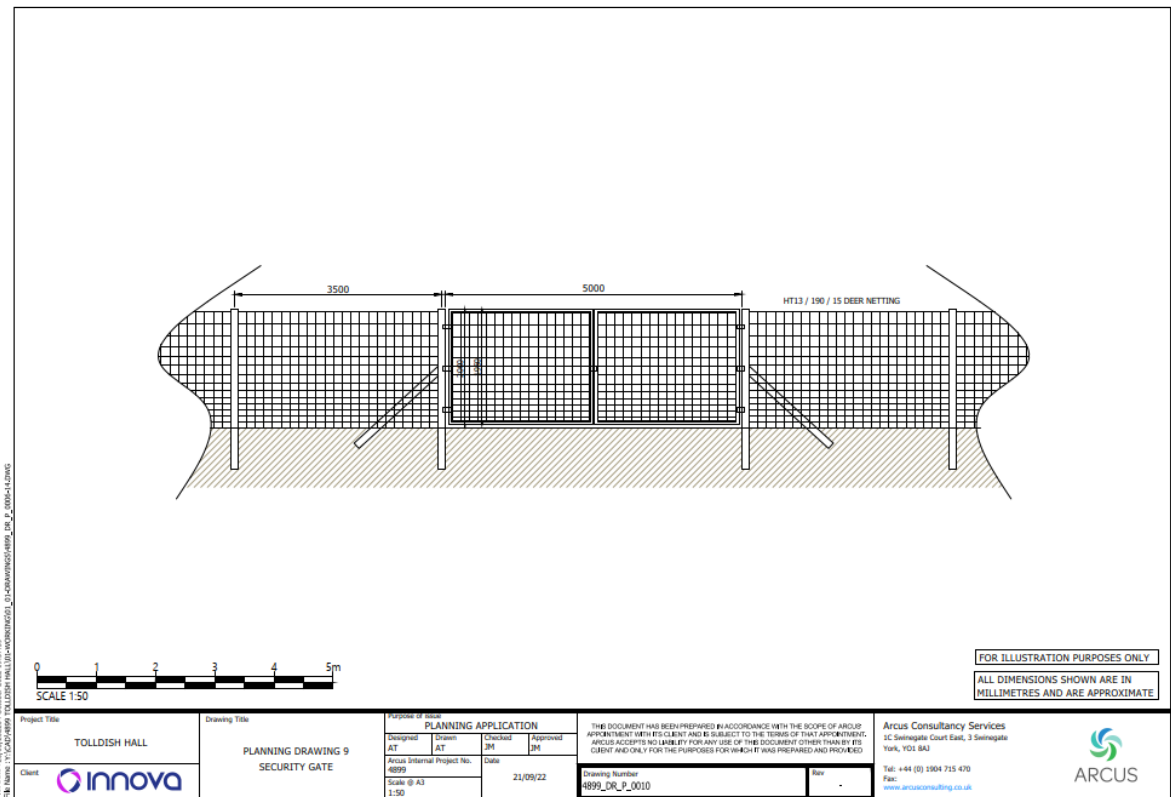 3500
5000
HT13 / 190 / 15 DEER NETTING
0 1 2 3 4 5m
SCALE 1:50
FOR ILLUSTRATION PURPOSES ONLY
ALL DIMENSIONS SHOWN ARE IN
MILLIMETRES AND ARE APPROXIMATE
Project Title
TOLLDISH HALL
Client
innova
Drawing Title
PLANNING DRAWING 9
SECURITY GATE
Purpose of Issue
PLANNING APPLICATION
Designed
AT
Drawn
AT
Checked
JM
Approved
JM
Arcus Internal Project No.
4899
Date
21/09/22
Scale @ A3
1:50
THIS DOCUMENT HAS BEEN PREPARED IN ACCORDANCE WITH THE SCOPE OF ARCUS'
APPOINTMENT WITH ITS CLIENT AND IS SUBJECT TO THE TERMS OF THAT APPOINTMENT.
ARCUS ACCEPTS NO LIABILITY FOR ANY USE OF THIS DOCUMENT OTHER THAN BY ITS
CLIENT AND ONLY FOR THE PURPOSES FOR WHICH IT WAS PREPARED AND PROVIDED
Drawing Number
4899_DR_P_0010
Rev
-
Arcus Consultancy Services
1C Swinegate Court East, 3 Swinegate
York, YO1 8AJ
Tel: +44 (0) 1904 715 470
Fax:
www.arcusconsulting.co.uk
ARCUS